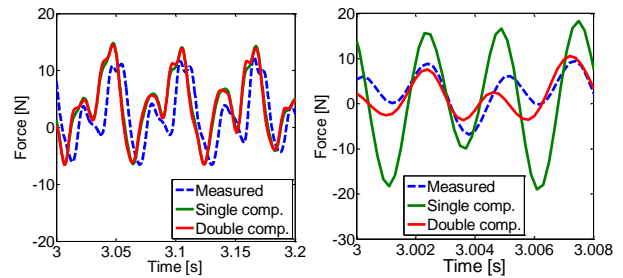 20
10
0
-10
-20
Force [N]
3
3.05
3.1
3.15
3.2
Time [s]
Measured
Single comp.
Double comp.
20
10
0
-10
-20
-30
Force [N]
3
3.002
3.004
3.006
3.008
Time [s]
Measured
Single comp.
Double comp.